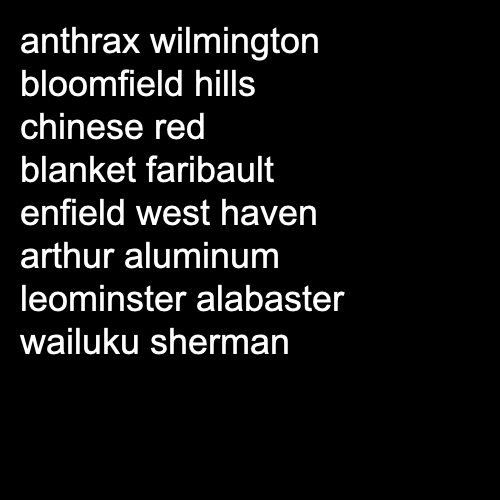 anthrax wilmington
bloomfield hills
chinese red
blanket faribault
enfield west haven
arthur aluminum
leominster alabaster
wailuku sherman